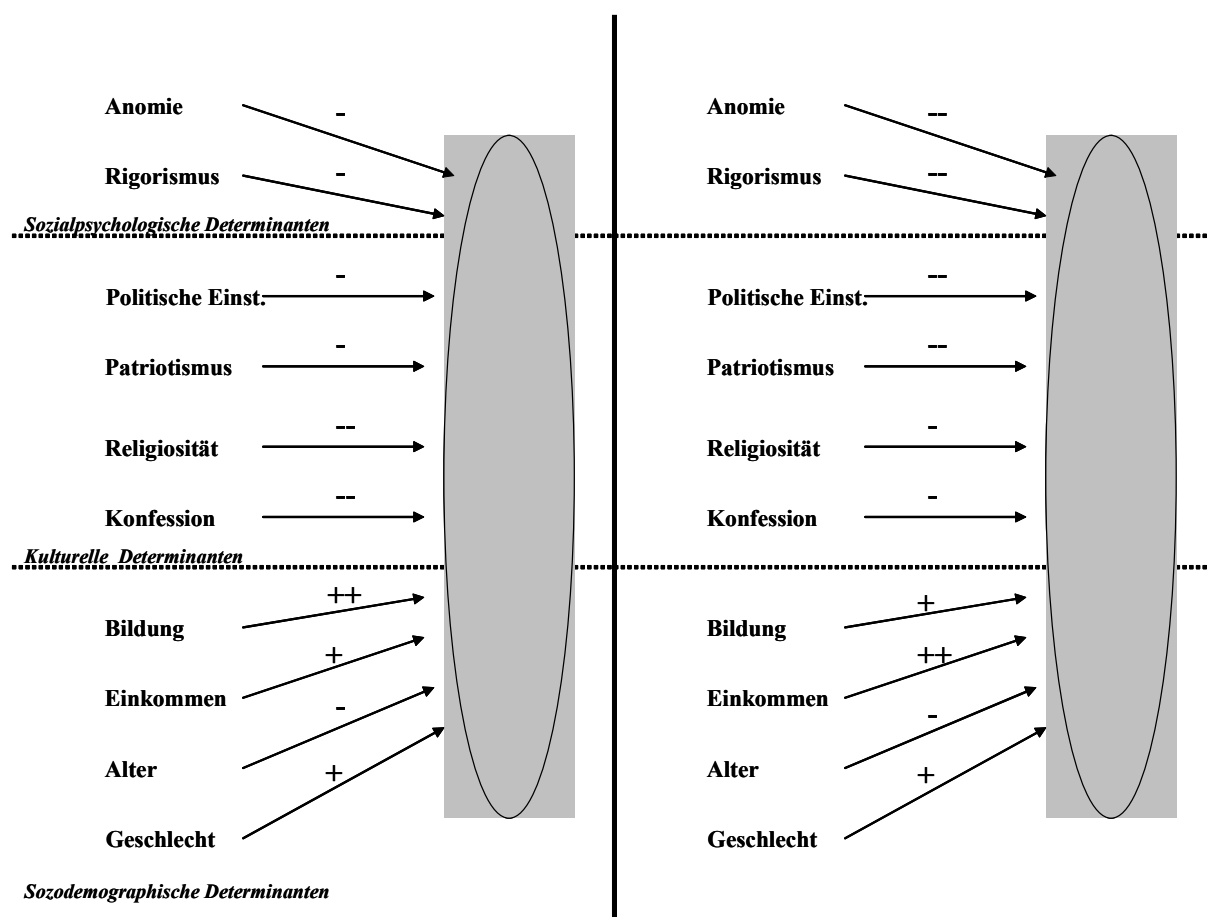 Anomie - Anomie --
Rigorismus - Rigorismus --
Sozialpsychologische Determinanten
Politische Einst. - Politische Einst. --
Patriotismus - Patriotismus --
Religiosität -- Religiosität -
Konfession -- Konfession -
Kulturelle Determinanten
Bildung ++ Bildung +
Einkommen + Einkommen ++
Alter - Alter -
Geschlecht + Geschlecht +
Sozodemographische Determinanten